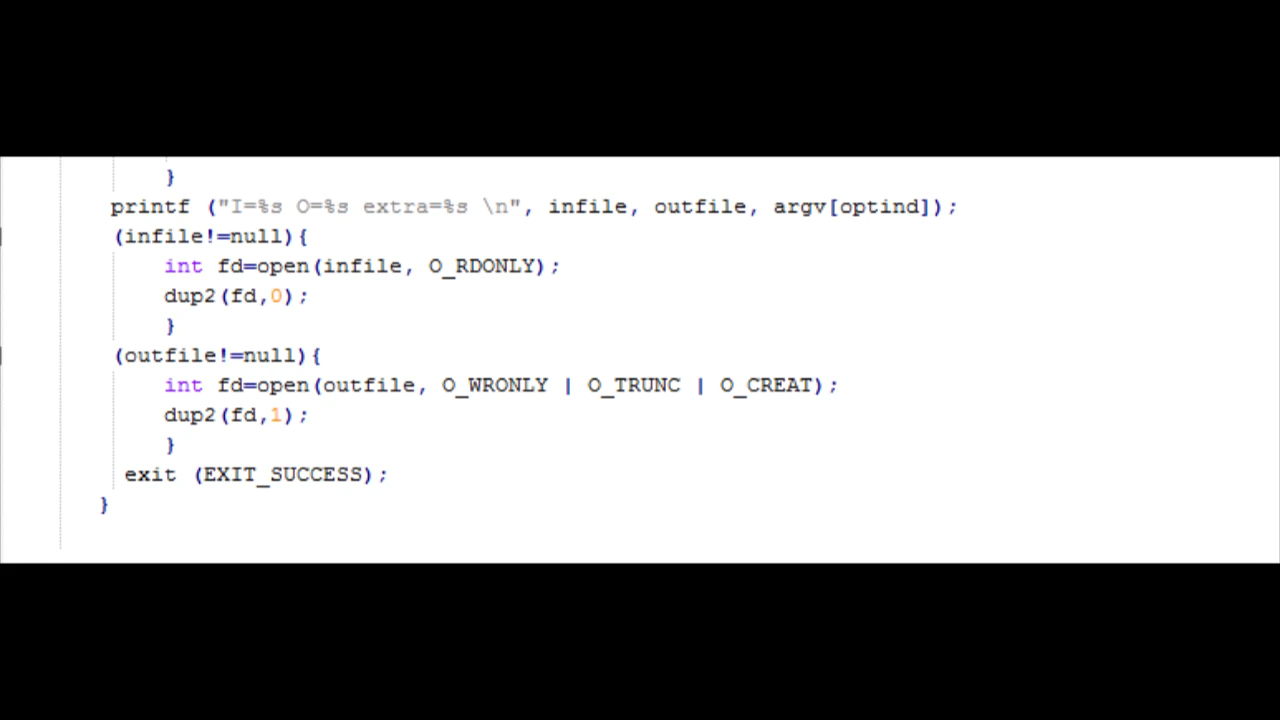 }
printf ("I=%s O=%s extra=%s \n", infile, outfile, argv[optind]);
(infile!=null){
int fd=open(infile, O_RDONLY);
dup2(fd,0);
}
(outfile!=null){
int fd=open(outfile, O_WRONLY | O_TRUNC | O_CREAT);
dup2(fd,1);
}
exit (EXIT_SUCCESS);
}